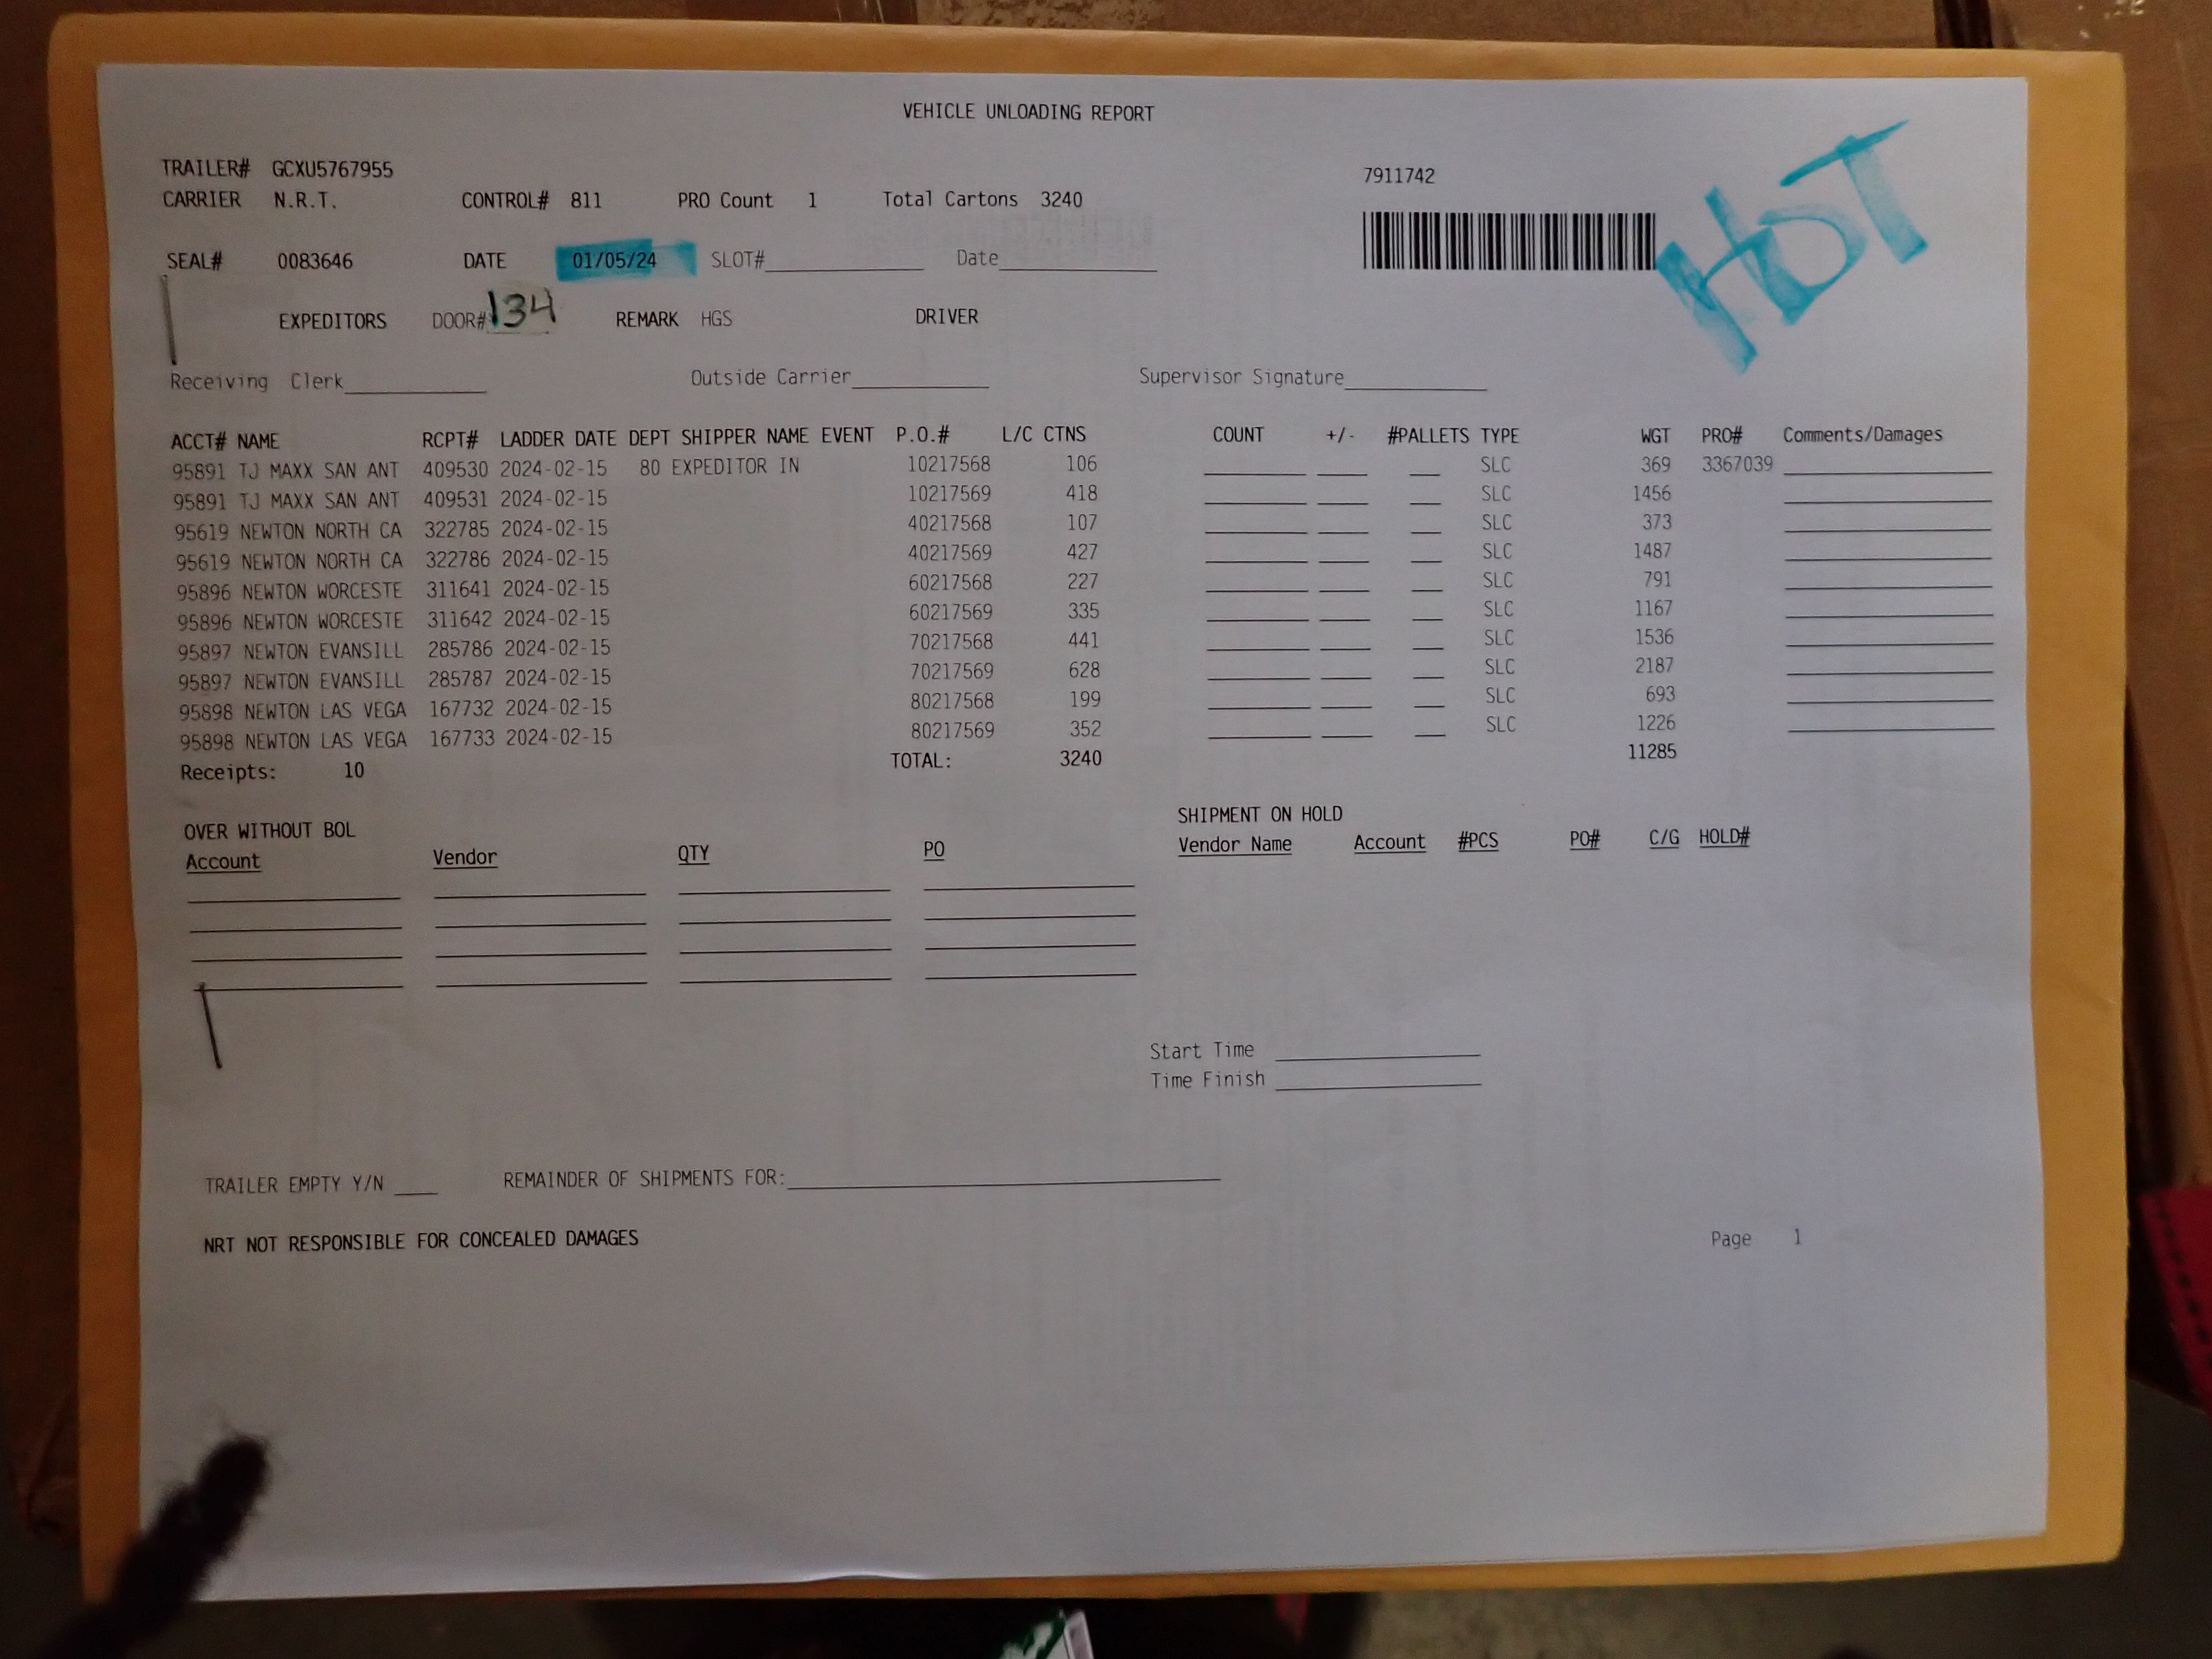 VEHICLE UNLOADING REPORT
TRAILER# GCXU5767955 7911742
CARRIER N.R.T. CONTROL# 811 PRO Count 1 Total Cartons 3240
HOT
SEAL# 0083646 DATE 01/05/24 SLOT# Date
EXPEDITORS DOOR# 134 REMARK HGS DRIVER
Receiving Clerk Outside Carrier Supervisor Signature
ACCT# NAME RCPT# LADDER DATE DEPT SHIPPER NAME EVENT P.O.# L/C CTNS COUNT +/- #PALLETS TYPE WGT PRO# Comments/Damages
95891 TJ MAXX SAN ANT 409530 2024-02-15 80 EXPEDITOR IN 10217568 106 SLC 369 3367039
95891 TJ MAXX SAN ANT 409531 2024-02-15 10217569 418 SLC 1456
95619 NEWTON NORTH CA 322785 2024-02-15 40217568 107 SLC 373
95619 NEWTON NORTH CA 322786 2024-02-15 40217569 427 SLC 1487
95896 NEWTON WORCESTE 311641 2024-02-15 60217568 227 SLC 791
95896 NEWTON WORCESTE 311642 2024-02-15 60217569 335 SLC 1167
95897 NEWTON EVANSILL 285786 2024-02-15 70217568 441 SLC 1536
95897 NEWTON EVANSILL 285787 2024-02-15 70217569 628 SLC 2187
95898 NEWTON LAS VEGA 167732 2024-02-15 80217568 199 SLC 693
95898 NEWTON LAS VEGA 167733 2024-02-15 80217569 352 SLC 1226
Receipts: 10 TOTAL: 3240 11285
OVER WITHOUT BOL SHIPMENT ON HOLD
Account Vendor QTY PO Vendor Name Account #PCS PO# C/G HOLD#
Start Time
Time Finish
TRAILER EMPTY Y/N REMAINDER OF SHIPMENTS FOR:
NRT NOT RESPONSIBLE FOR CONCEALED DAMAGES Page 1